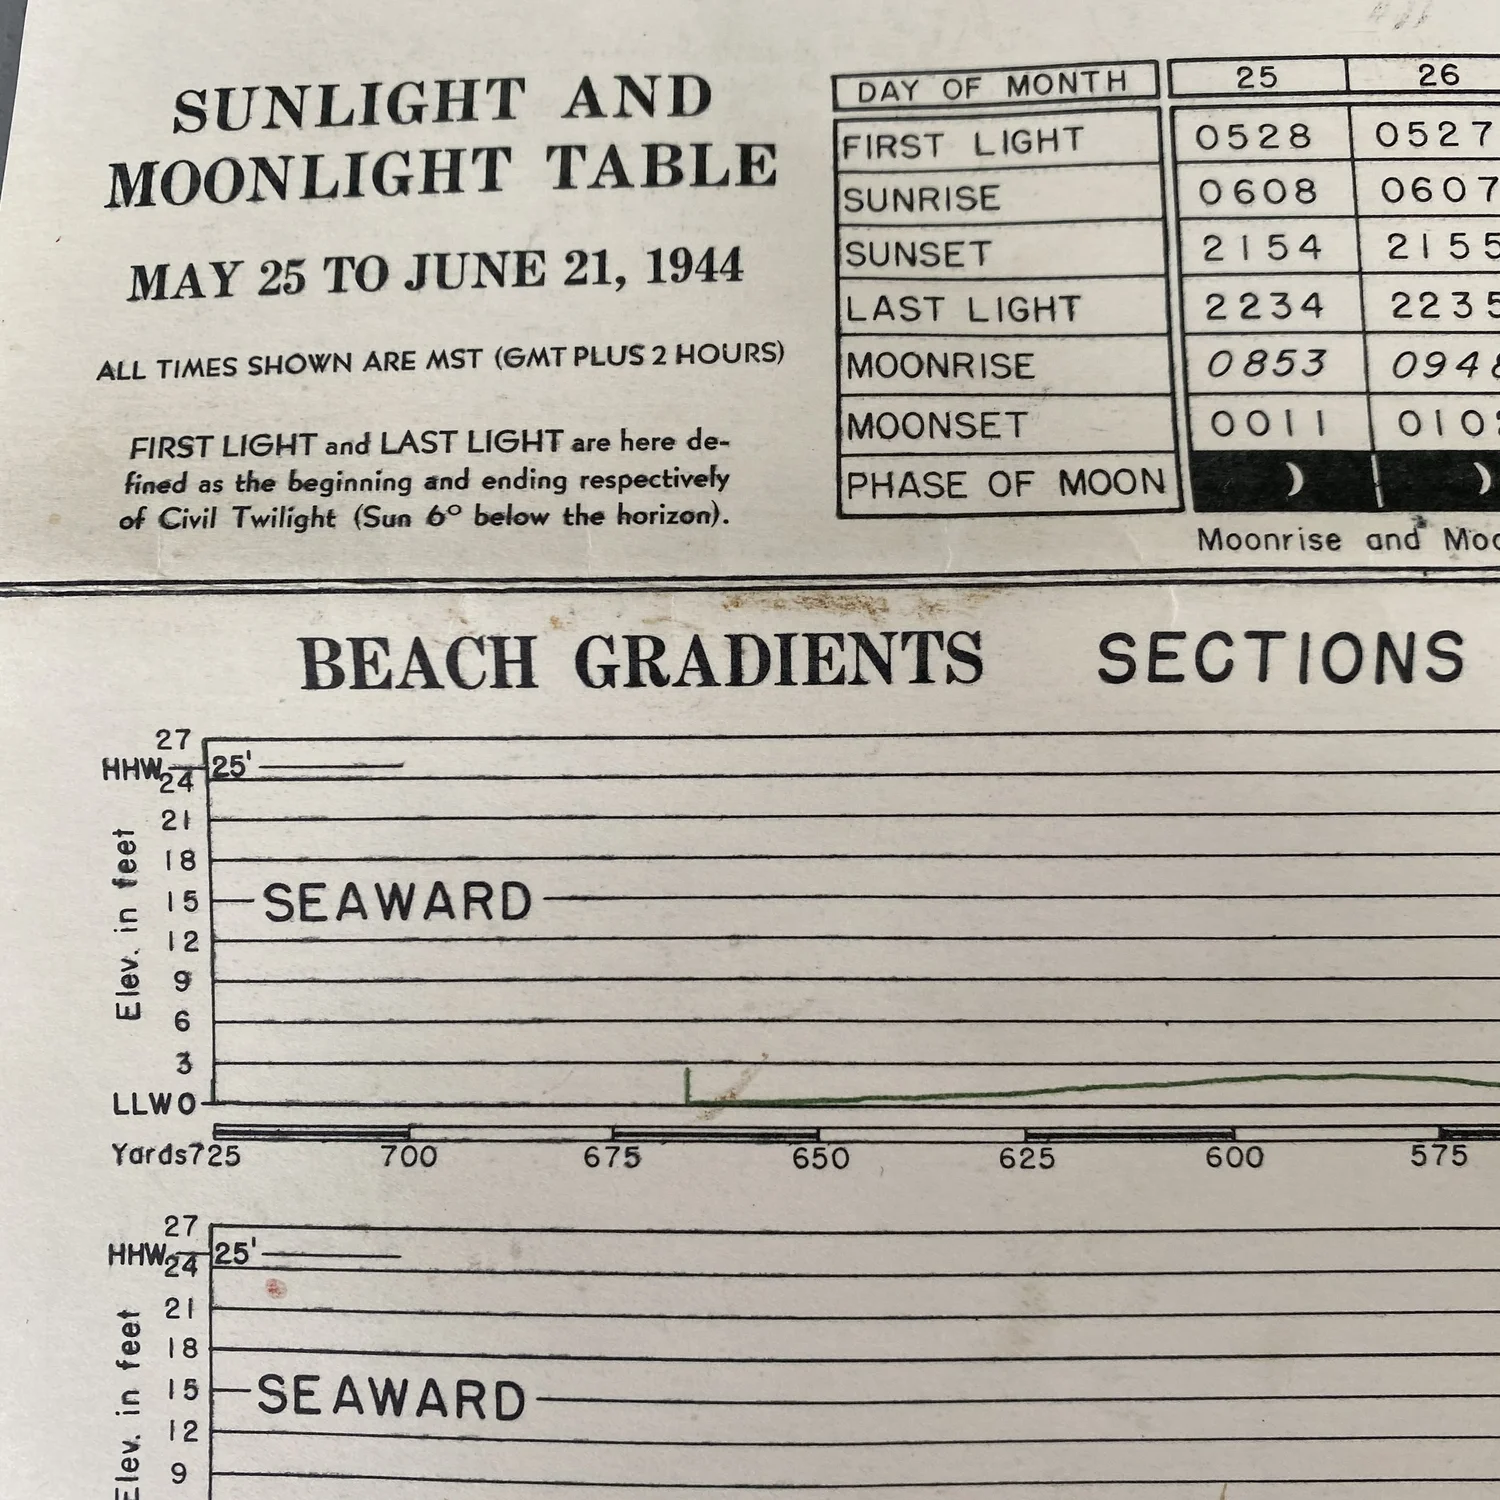 SUNLIGHT AND
MOONLIGHT TABLE
MAY 25 TO JUNE 21, 1944
ALL TIMES SHOWN ARE MST (GMT PLUS 2 HOURS)
FIRST LIGHT and LAST LIGHT are here de-
fined as the beginning and ending respectively
of Civil Twilight (Sun 6° below the horizon).
DAY OF MONTH 25 26
FIRST LIGHT 0528 0527
SUNRISE 0608 0607
SUNSET 2154 2155
LAST LIGHT 2234 2235
MOONRISE 0853
MOONSET 0011
PHASE OF MOON
Moonrise and
BEACH GRADIENTS SECTIONS
27
HHW 25'
24
21
18
15 SEAWARD
12
9
6
3
LLW 0
Elev. in feet
Yards 725 700 675 650 625 600 575
27
HHW 25'
24
21
18
15 SEAWARD
12
9
Elev. in feet